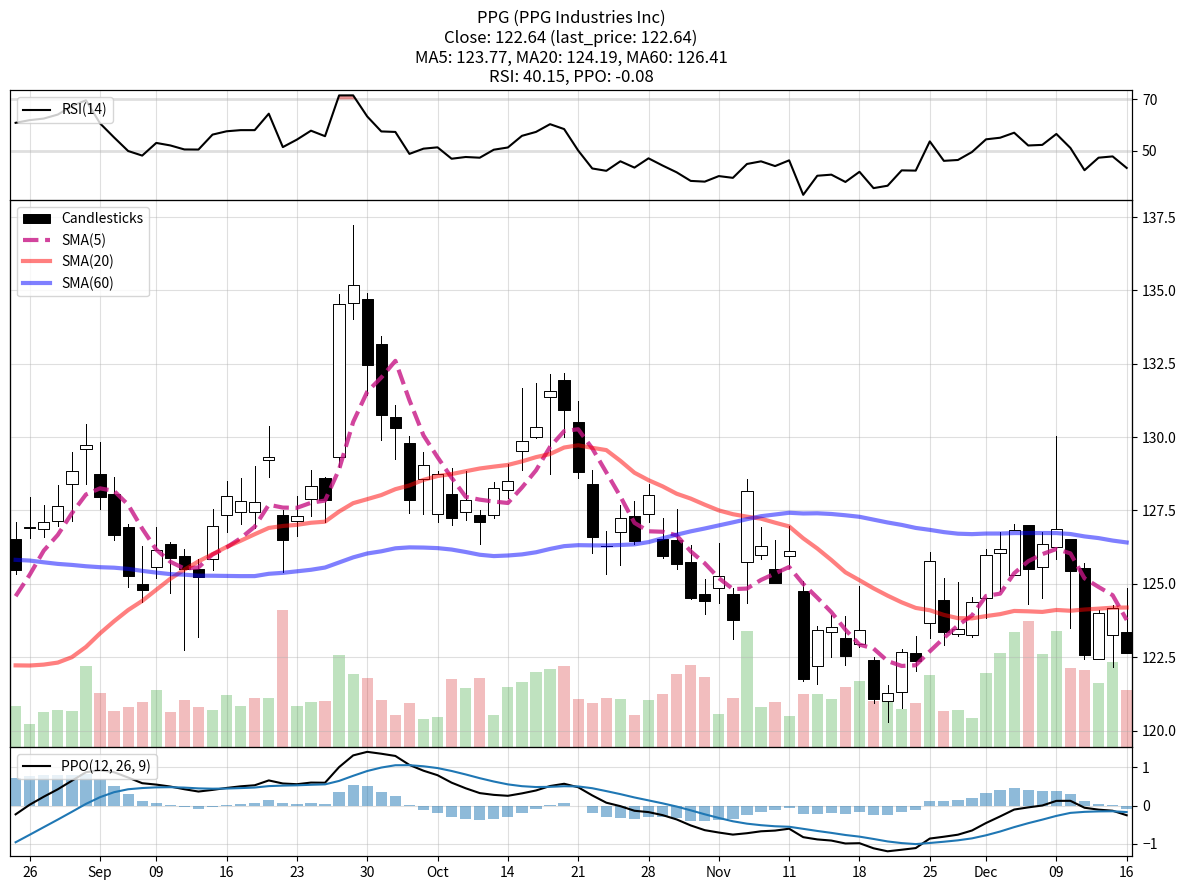 PPG (PPG Industries Inc)
Close: 122.64 (last_price: 122.64)
MA5: 123.77, MA20: 124.19, MA60: 126.41
RSI: 40.15, PPO: -0.08
RSI(14)
70
50
Candlesticks
SMA(5)
SMA(20)
SMA(60)
137.5
135.0
132.5
130.0
127.5
125.0
122.5
120.0
PPO(12, 26, 9)
1
0
−1
26 Sep 09 16 23 30 Oct 14 21 28 Nov 11 18 25 Dec 09 16